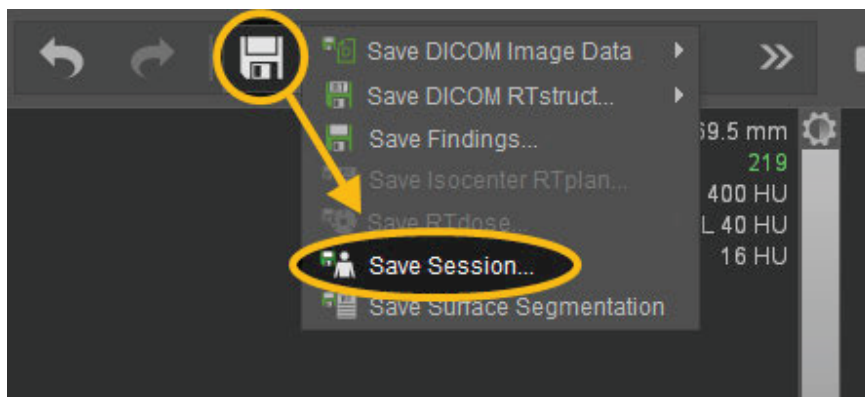 Save DICOM Image Data
Save DICOM RTstruct...
Save Findings...
Save Isocenter RTplan...
Save RTdose...
Save Session...
Save Surface Segmentation
69.5 mm
219
400 HU
L 40 HU
16 HU